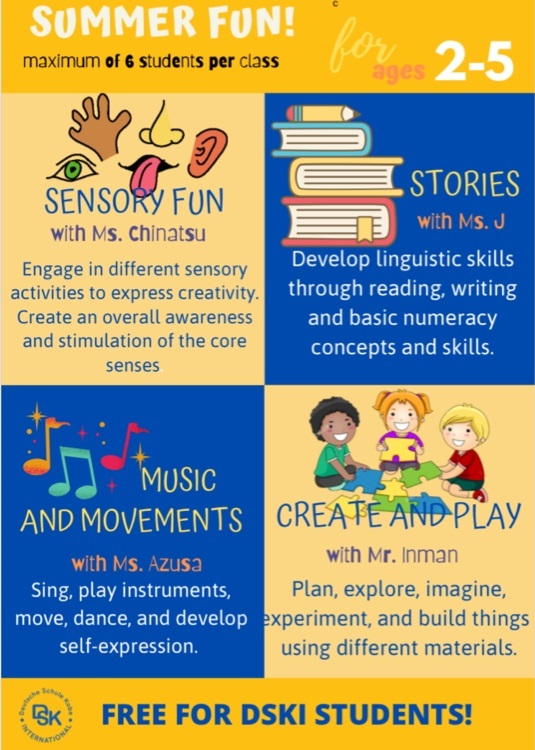 c
SUMMER FUN!
maximum of 6 students per class
for
ages 2-5
SENSORY FUN
with Ms. Chinatsu
Engage in different sensory
activities to express creativity.
Create an overall awareness
and stimulation of the core
senses.
STORIES
with Ms. J
Develop linguistic skills
through reading, writing
and basic numeracy
concepts and skills.
MUSIC
AND MOVEMENTS
with Ms. Azusa
Sing, play instruments,
move, dance, and develop
self-expression.
CREATE AND PLAY
with Mr. Inman
Plan, explore, imagine,
experiment, and build things
using different materials.
Deutsche Schule Kobe
DSK
INTERNATIONAL
FREE FOR DSKI STUDENTS!